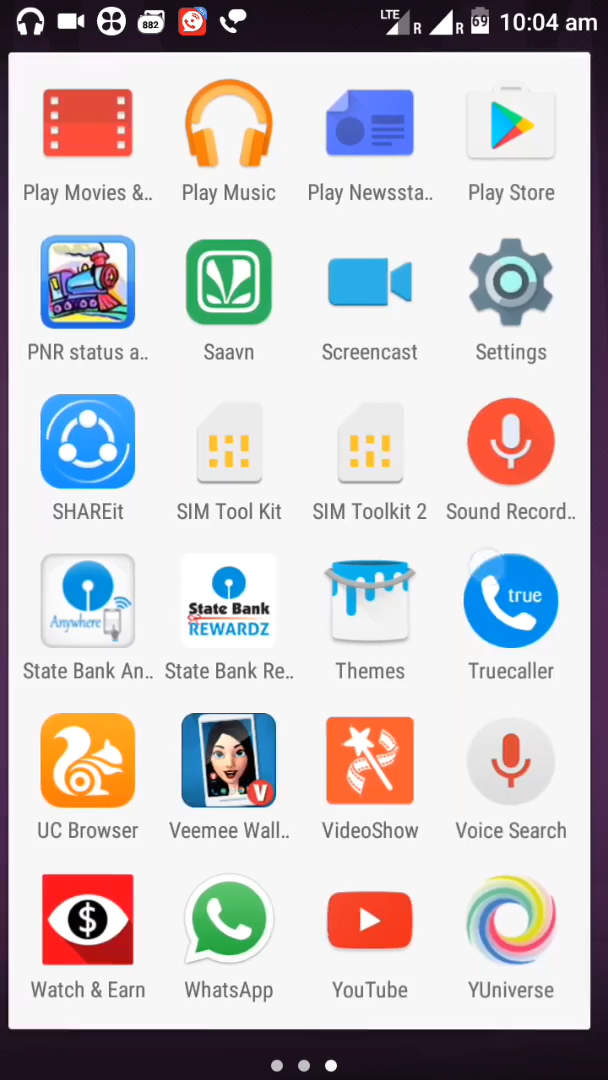 882
LTE
R
R
69
10:04 am
Play Movies &..
Play Music
Play Newssta..
Play Store
PNR status a..
Saavn
Screencast
Settings
SHAREit
SIM Tool Kit
SIM Toolkit 2
Sound Record..
Anywhere
State Bank
REWARDZ
true
State Bank An..
State Bank Re..
Themes
Truecaller
V
UC Browser
Veemee Wall..
VideoShow
Voice Search
$
Watch & Earn
WhatsApp
YouTube
YUniverse